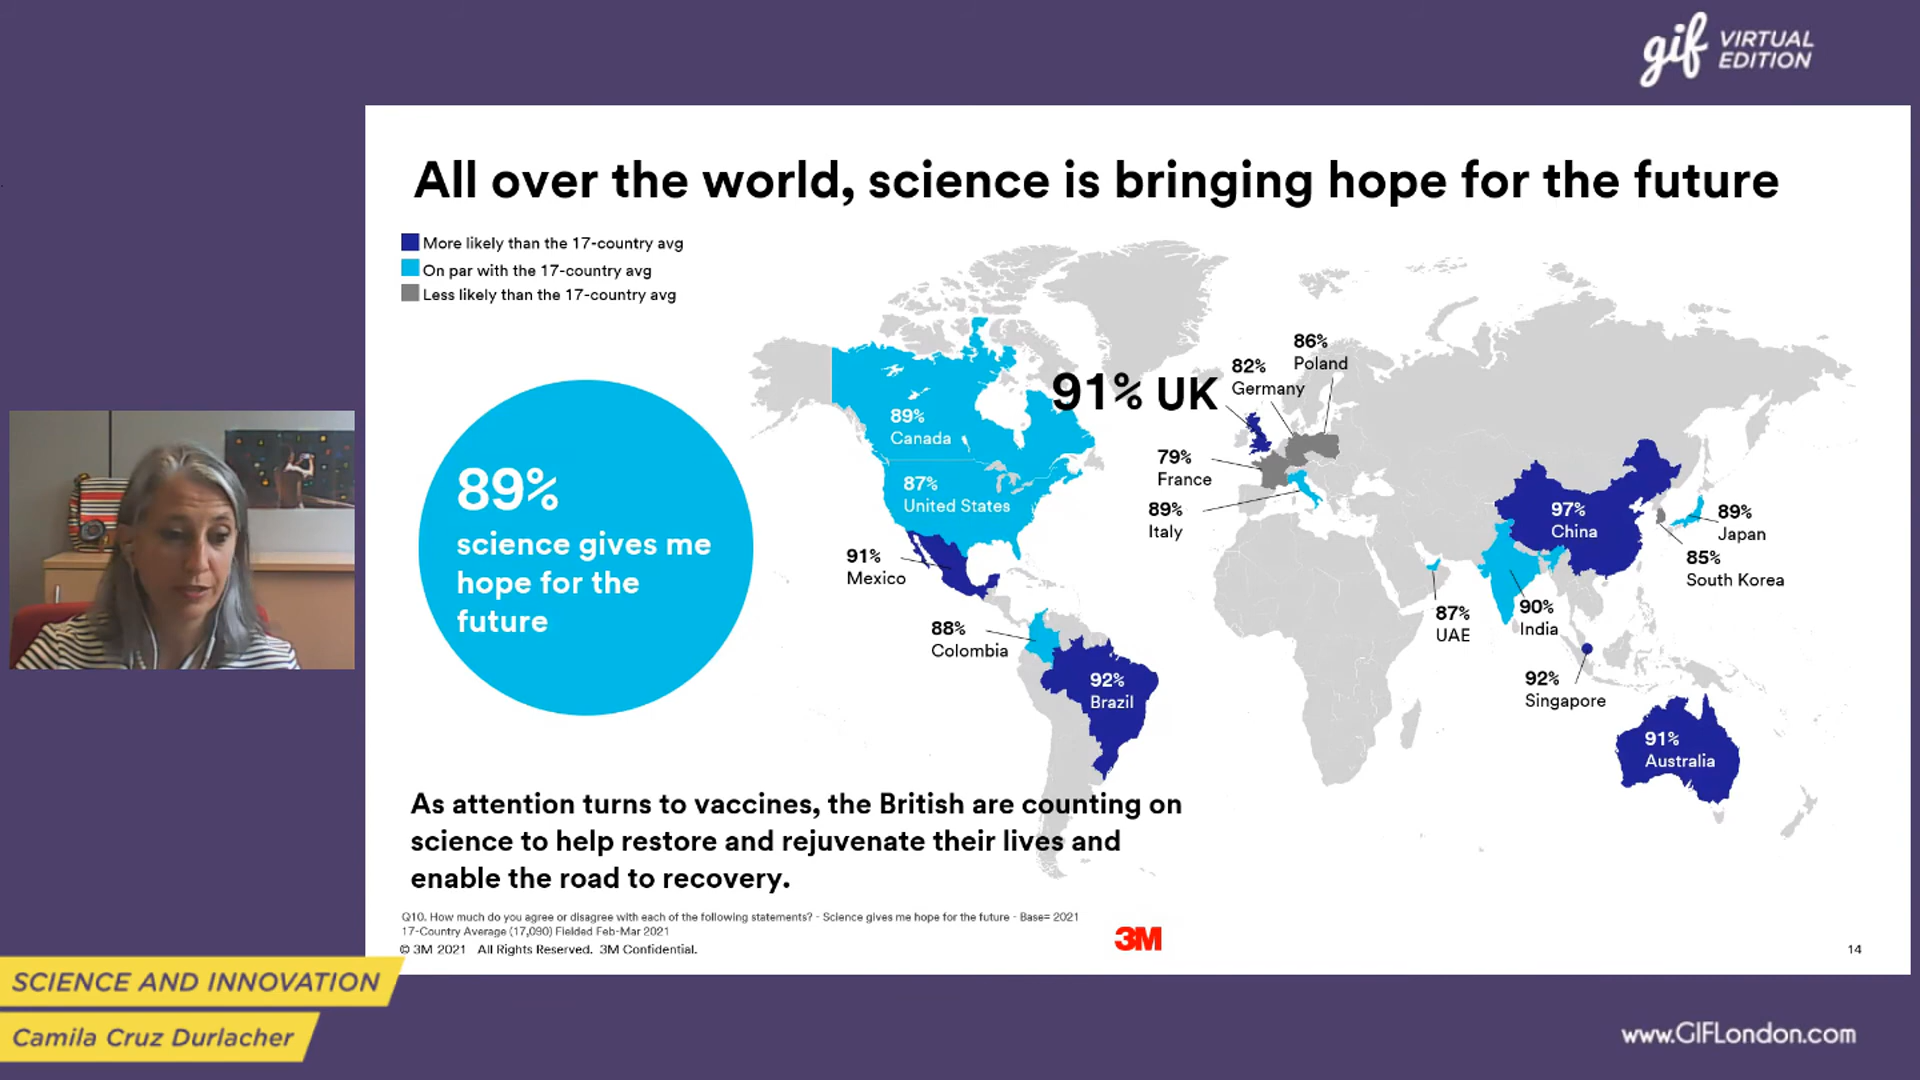 gif VIRTUAL
EDITION
All over the world, science is bringing hope for the future
More likely than the 17-country avg
On par with the 17-country avg
Less likely than the 17-country avg
89%
science gives me
hope for the
future
89%
Canada
87%
United States
91%
Mexico
88%
Colombia
92%
Brazil
91% UK
82%
Germany
86%
Poland
79%
France
89%
Italy
97%
China
89%
Japan
85%
South Korea
87%
UAE
90%
India
92%
Singapore
91%
Australia
As attention turns to vaccines, the British are counting on
science to help restore and rejuvenate their lives and
enable the road to recovery.
Q10. How much do you agree or disagree with each of the following statements? - Science gives me hope for the future - Base= 2021
17-Country Average (17,090) Fielded Feb-Mar 2021
© 3M 2021 All Rights Reserved. 3M Confidential.
3M
14
SCIENCE AND INNOVATION
Camila Cruz Durlacher
www.GIFLondon.com